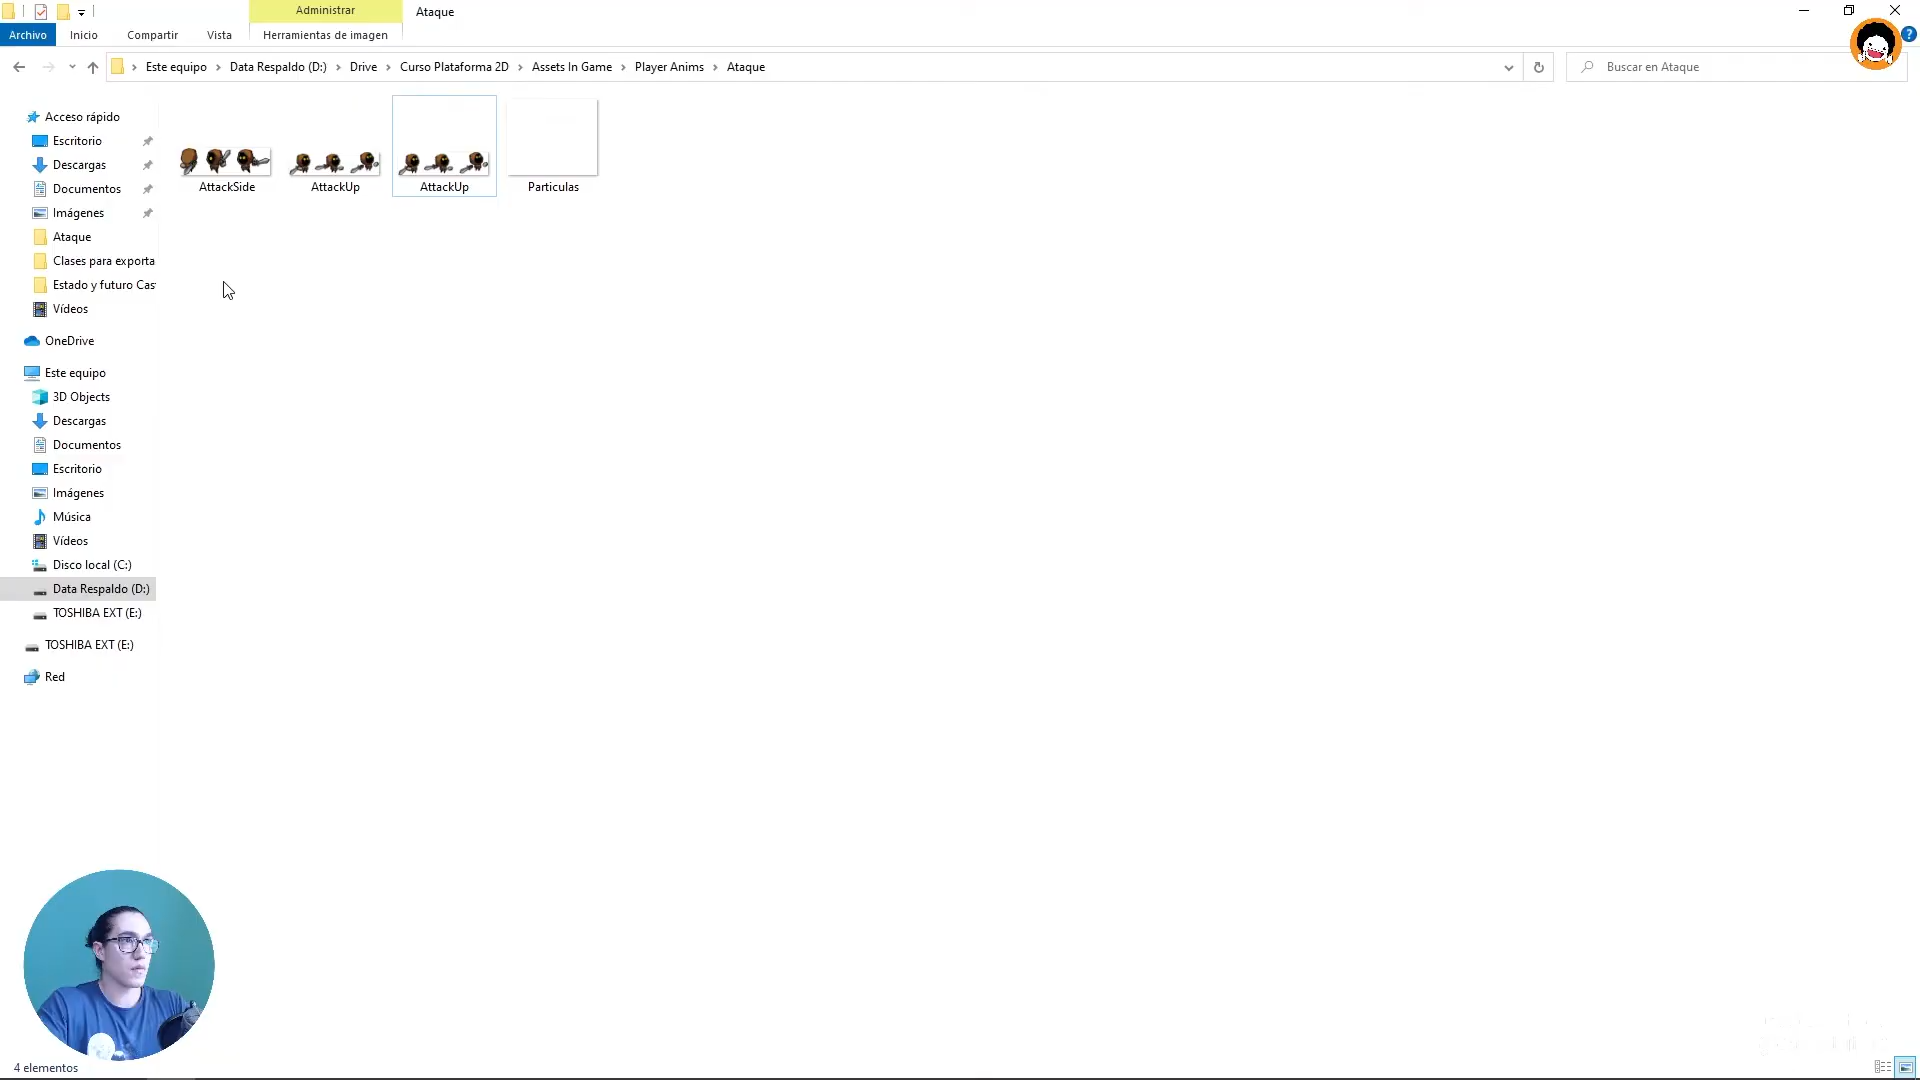 Administrar
Ataque
Archivo
Inicio
Compartir
Vista
Herramientas de imagen
Este equipo > Data Respaldo (D:) > Drive > Curso Plataforma 2D > Assets In Game > Player Anims > Ataque
Buscar en Ataque
Acceso rápido
Escritorio
Descargas
Documentos
Imágenes
Ataque
Clases para exporta
Estado y futuro Cas
Vídeos
OneDrive
Este equipo
3D Objects
Descargas
Documentos
Escritorio
Imágenes
Música
Vídeos
Disco local (C:)
Data Respaldo (D:)
TOSHIBA EXT (E:)
TOSHIBA EXT (E:)
Red
AttackSide
AttackUp
AttackUp
Particulas
4 elementos